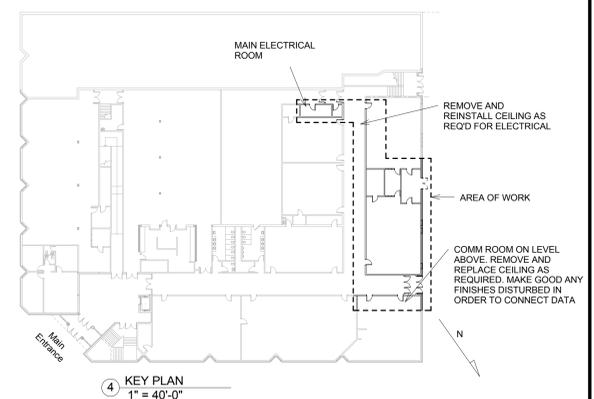 MAIN ELECTRICAL
ROOM
REMOVE AND
REINSTALL CEILING AS
REQ'D FOR ELECTRICAL
AREA OF WORK
COMM ROOM ON LEVEL
ABOVE. REMOVE AND
REPLACE CEILING AS
REQUIRED. MAKE GOOD ANY
FINISHES DISTURBED IN
ORDER TO CONNECT DATA
N
Main
Entrance
4 KEY PLAN
1" = 40'-0"